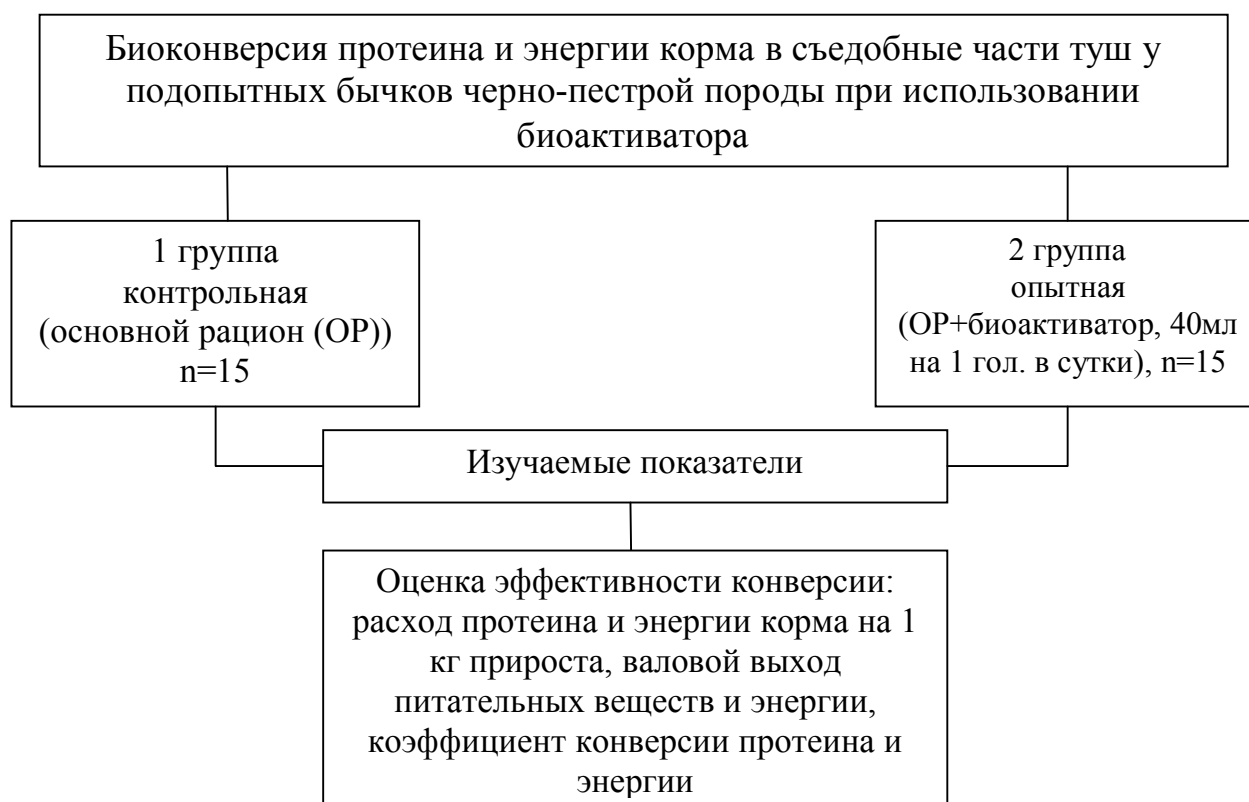 Биоконверсия протеина и энергии корма в съедобные части туш у
подопытных бычков черно-пестрой породы при использовании
биоактиватора
1 группа
контрольная
(основной рацион (ОР))
n=15
2 группа
опытная
(ОР+биоактиватор, 40мл
на 1 гол. в сутки), n=15
Изучаемые показатели
Оценка эффективности конверсии:
расход протеина и энергии корма на 1
кг прироста, валовой выход
питательных веществ и энергии,
коэффициент конверсии протеина и
энергии